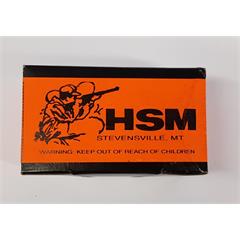 HSM
STEVENSVILLE, MT
WARNING: KEEP OUT OF REACH OF CHILDREN